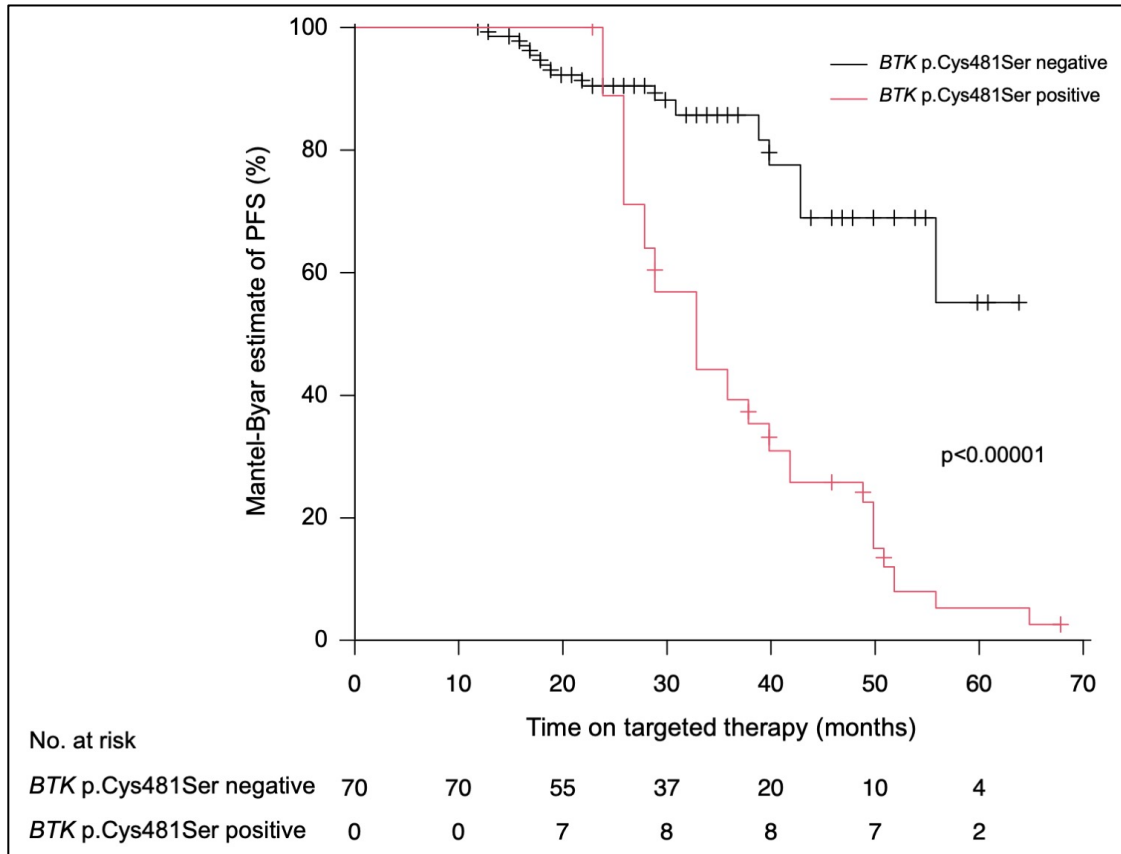 Mantel-Byar estimate of PFS (%)
100
80
60
40
20
0
BTK p.Cys481Ser negative
BTK p.Cys481Ser positive
p<0.00001
0 10 20 30 40 50 60 70
Time on targeted therapy (months)
No. at risk
BTK p.Cys481Ser negative 70 70 55 37 20 10 4
BTK p.Cys481Ser positive 0 0 7 8 8 7 2